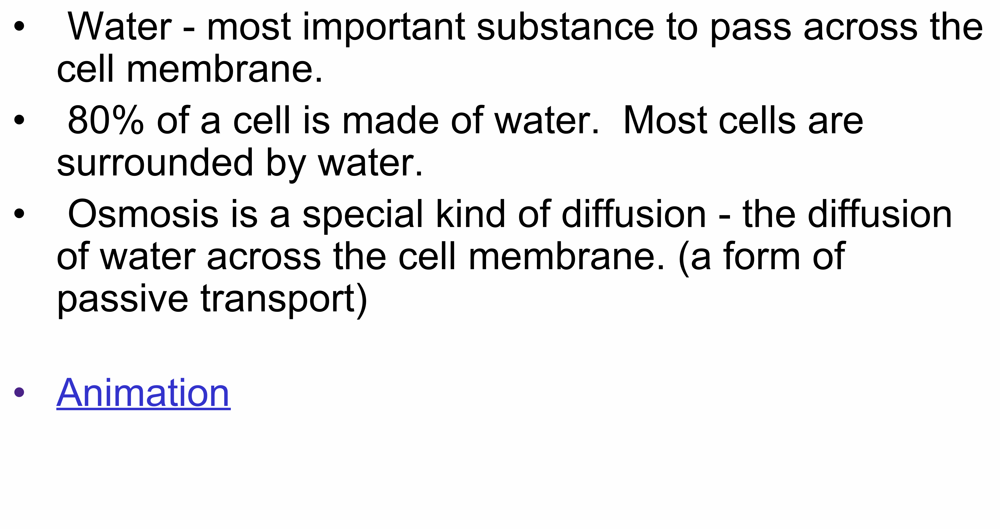 • Water - most important substance to pass across the
cell membrane.
• 80% of a cell is made of water.  Most cells are
surrounded by water.
• Osmosis is a special kind of diffusion - the diffusion
of water across the cell membrane. (a form of
passive transport)
• Animation